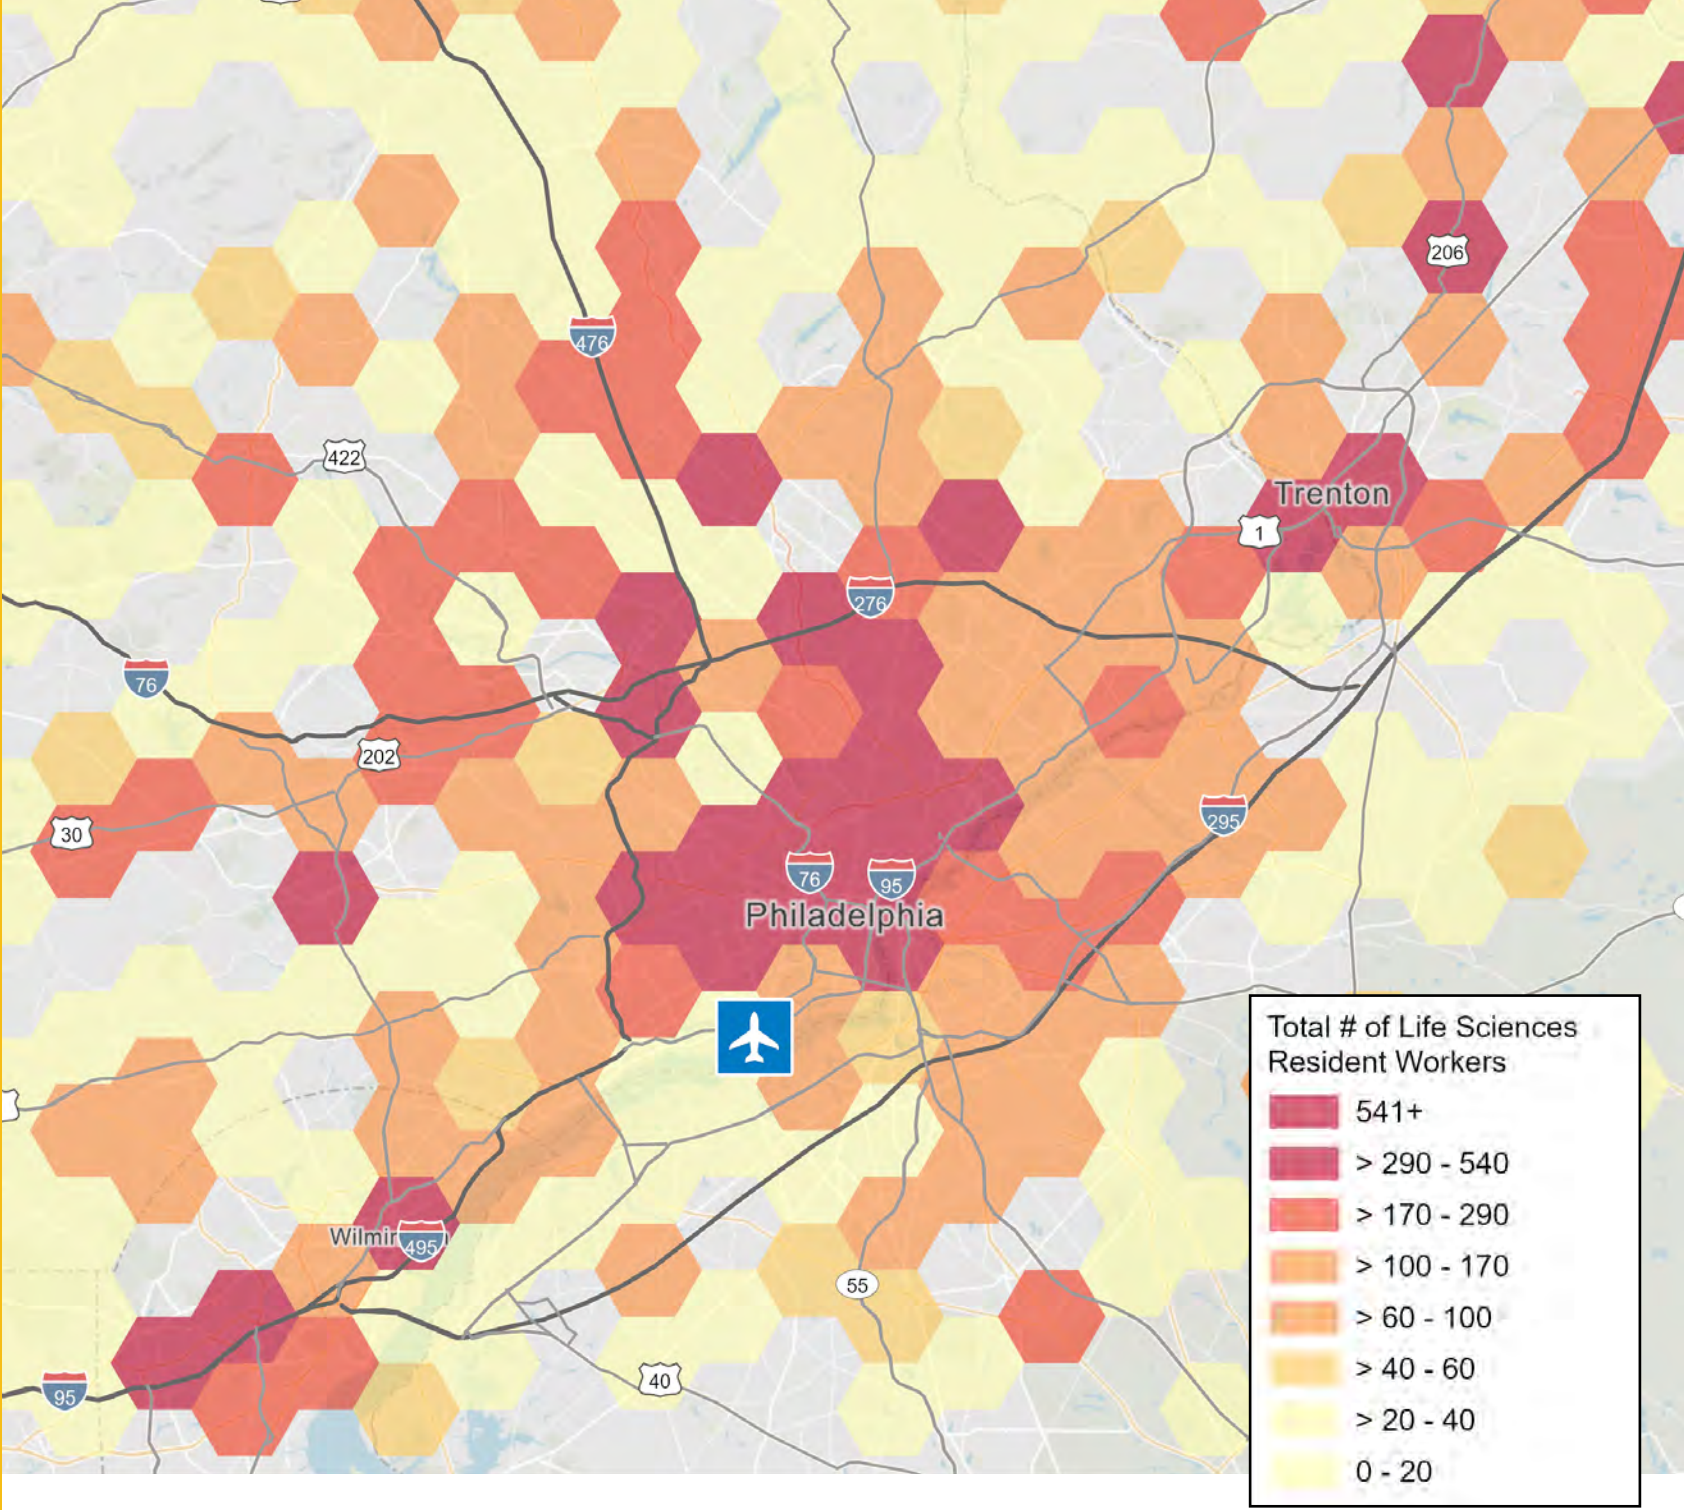 206
476
422
Trenton
1
276
76
202
30
295
76
95
Philadelphia
Total # of Life Sciences
Resident Workers
541+
> 290 - 540
> 170 - 290
> 100 - 170
> 60 - 100
> 40 - 60
> 20 - 40
0 - 20
Wilmin
495
55
40
95